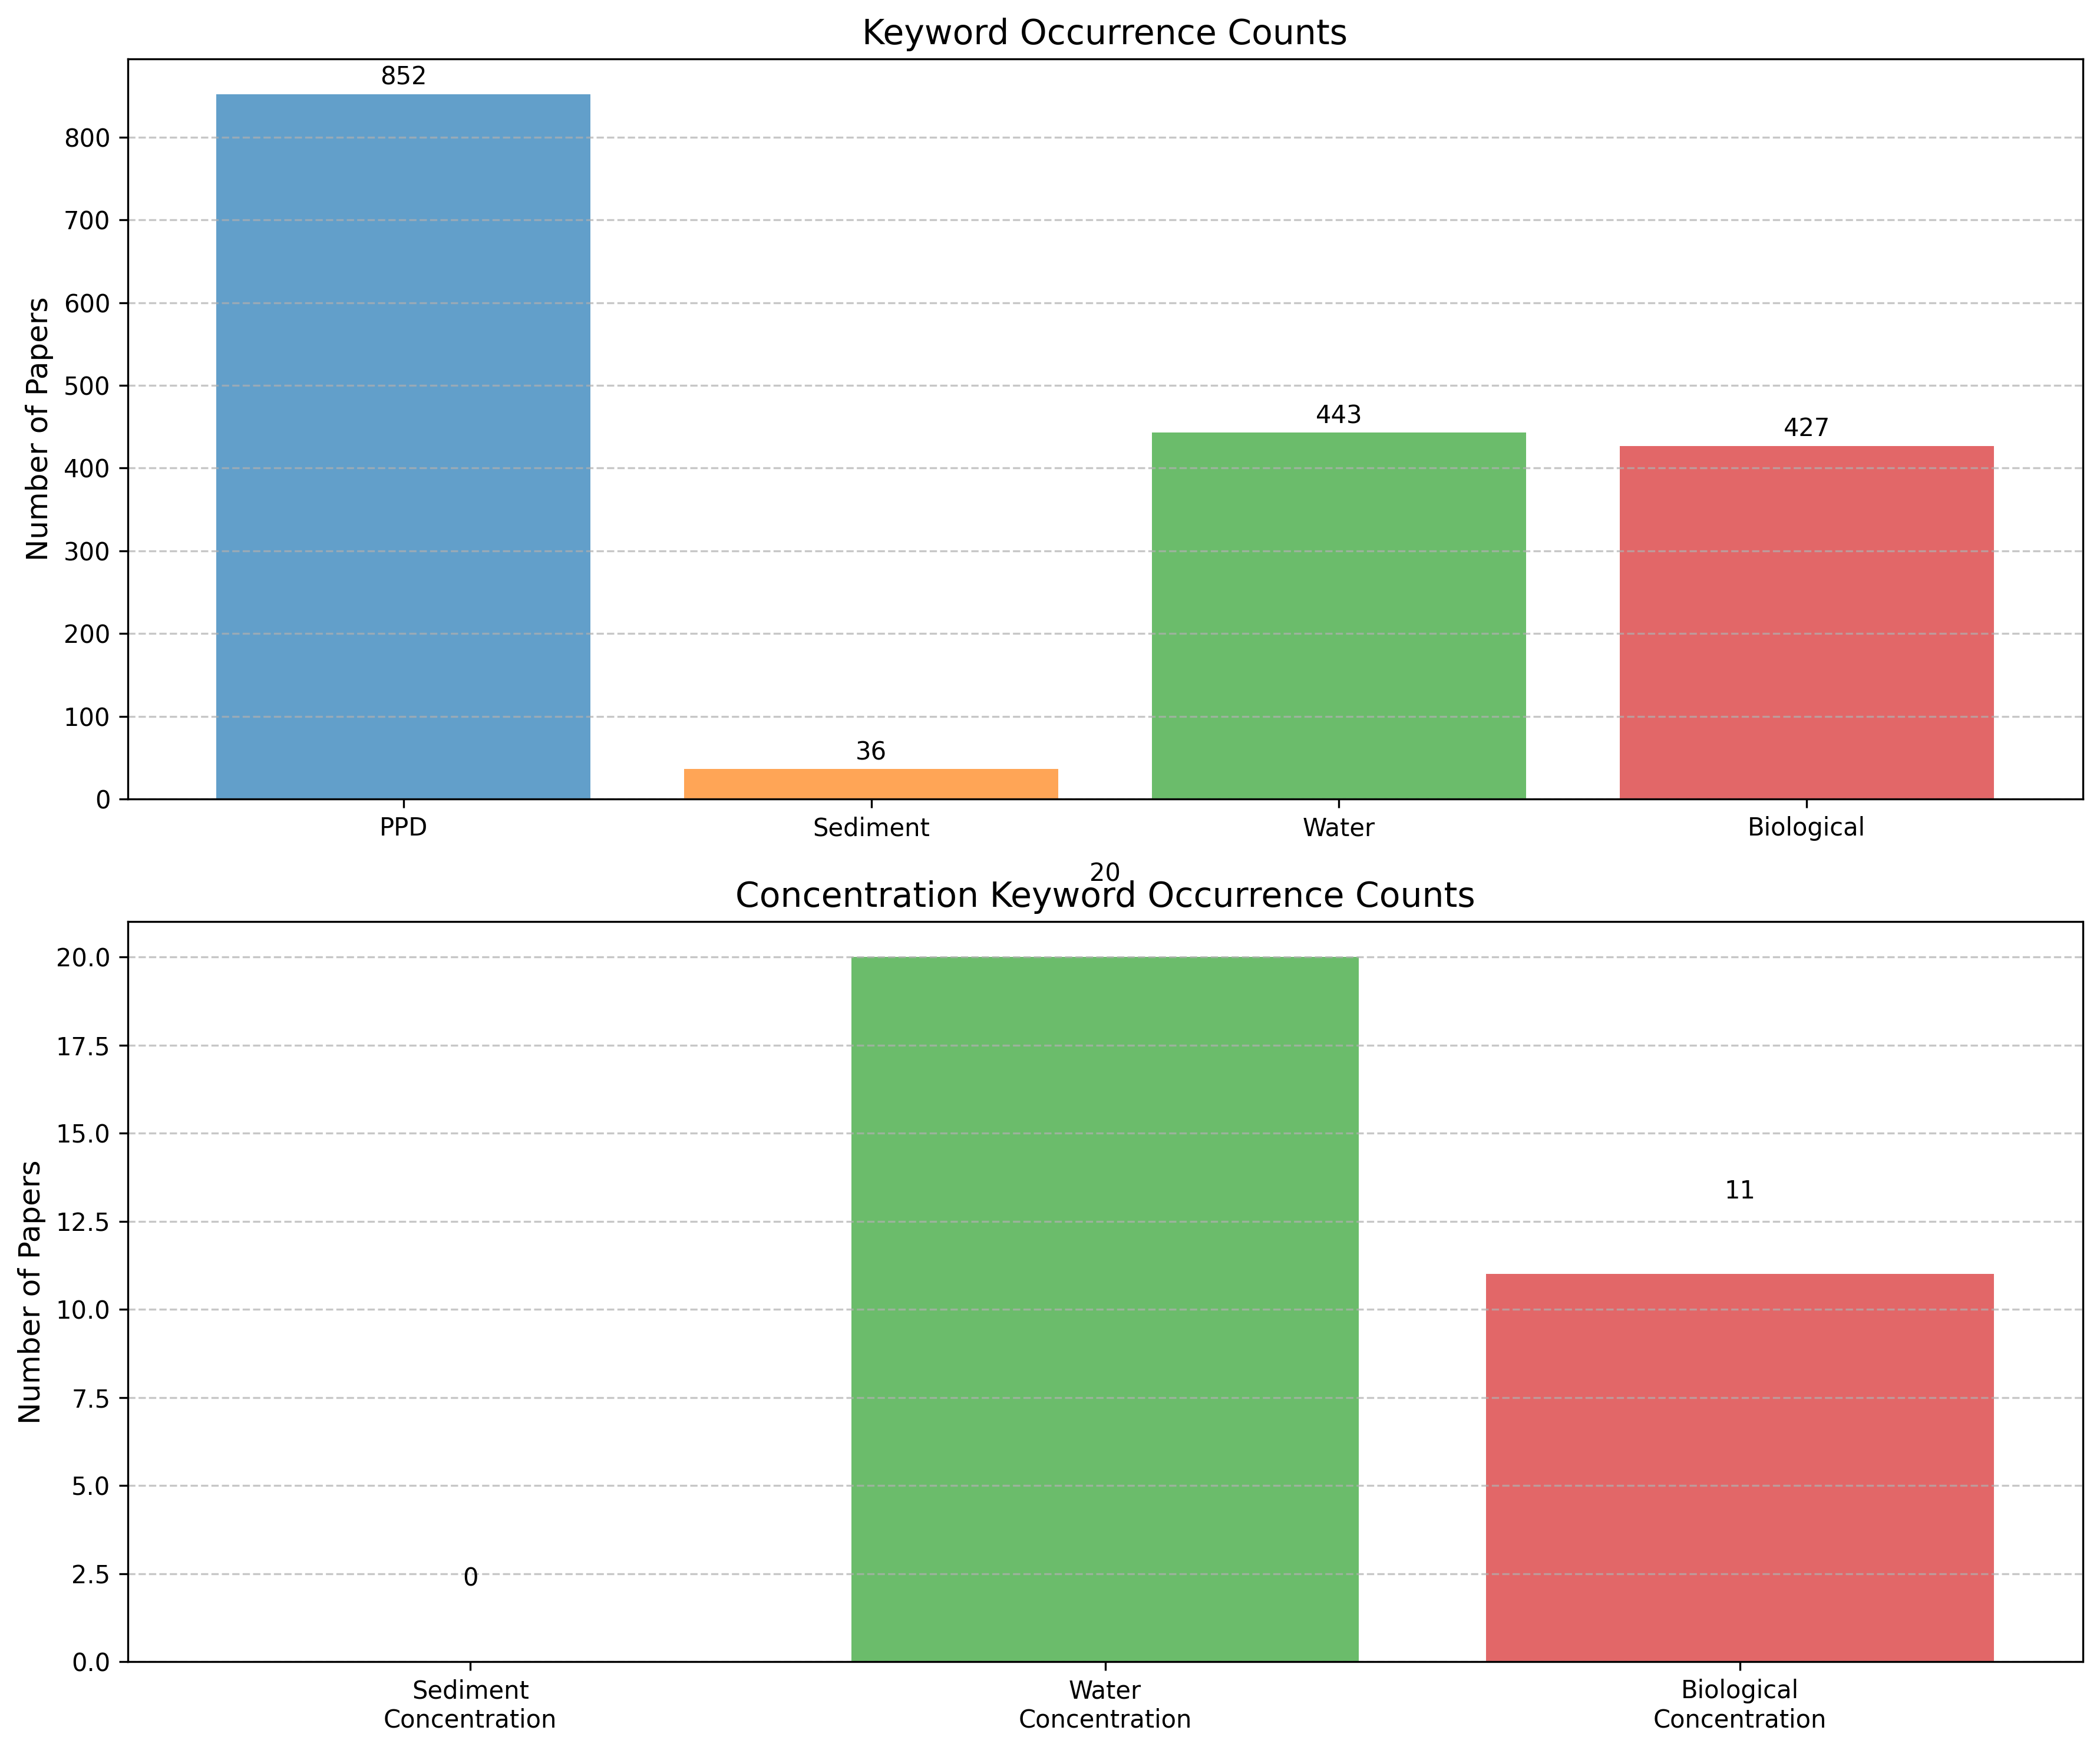 Keyword Occurrence Counts
Number of Papers
800
700
600
500
400
300
200
100
0
852
36
443
427
PPD
Sediment
Water
Biological
20
Concentration Keyword Occurrence Counts
Number of Papers
20.0
17.5
15.0
12.5
10.0
7.5
5.0
2.5
0.0
0
11
Sediment
Concentration
Water
Concentration
Biological
Concentration